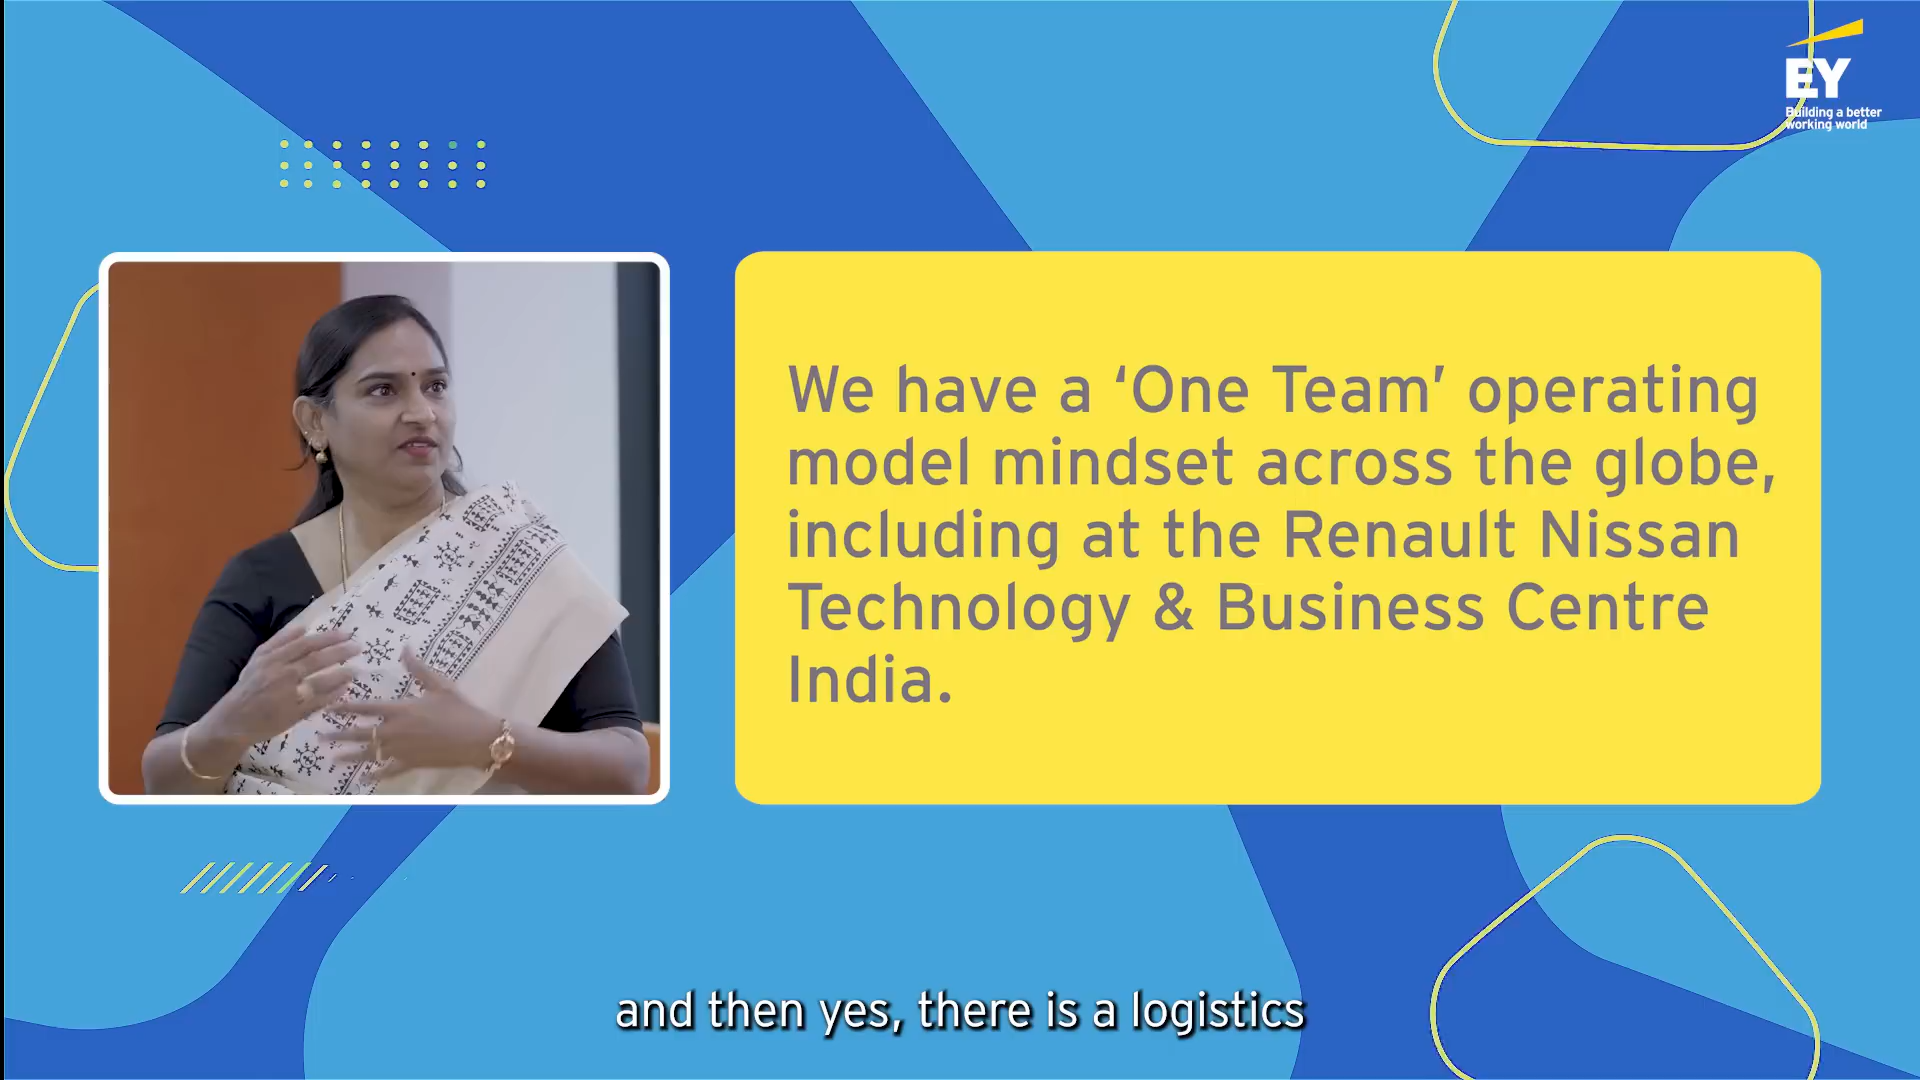 EY
Building a better
working world
We have a ‘One Team’ operating
model mindset across the globe,
including at the Renault Nissan
Technology & Business Centre
India.
and then yes, there is a logistics